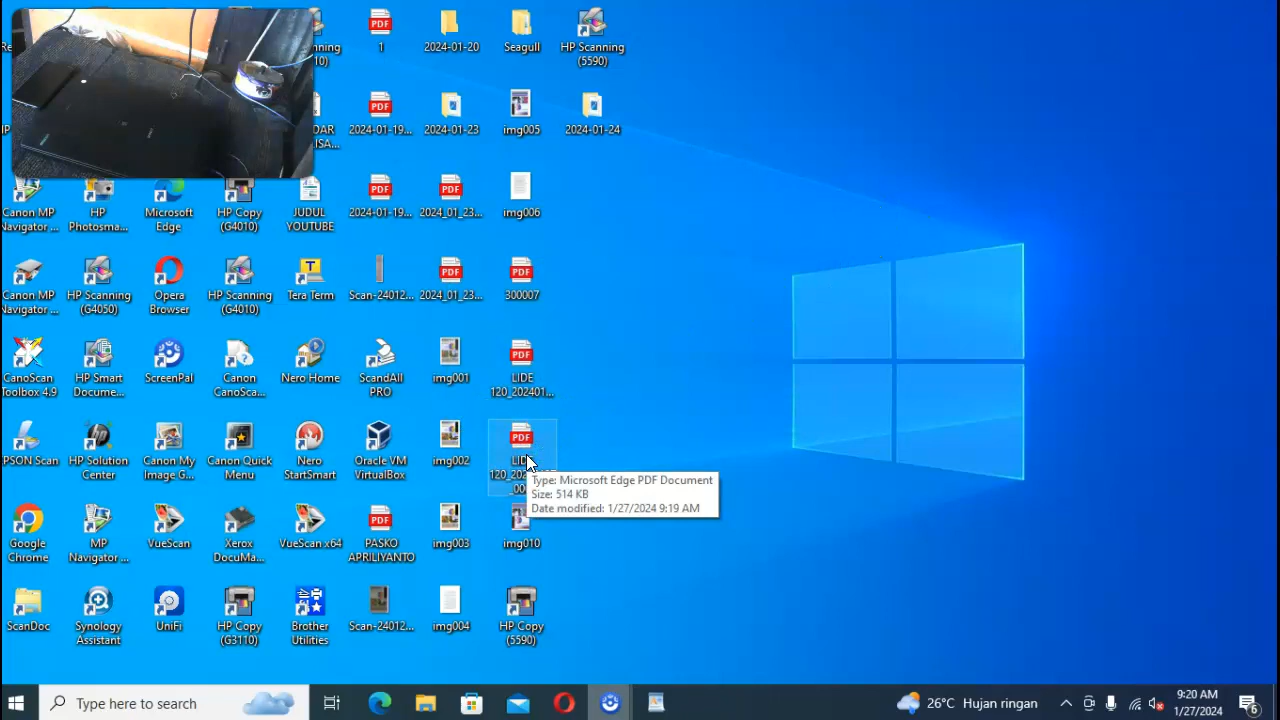 1
2024-01-20
Seagull
HP Scanning
(5590)
2024-01-19...
2024-01-23
img005
2024-01-24
Canon MP
Navigator ...
HP
Photosma...
Microsoft
Edge
HP Copy
(G4010)
JUDUL
YOUTUBE
2024-01-19...
2024_01_23...
img006
Canon MP
Navigator ...
HP Scanning
(G4050)
Opera
Browser
HP Scanning
(G4010)
Tera Term
Scan-24012...
2024_01_23...
300007
CanoScan
Toolbox 4.9
HP Smart
Docume...
ScreenPal
Canon
CanoSca...
Nero Home
ScandAll
PRO
img001
LIDE
120_202401...
PSON Scan
HP Solution
Center
Canon My
Image G...
Canon Quick
Menu
Nero
StartSmart
Oracle VM
VirtualBox
img002
Type: Microsoft Edge PDF Document
Size: 514 KB
Date modified: 1/27/2024 9:19 AM
Google
Chrome
MP
Navigator ...
VueScan
Xerox
DocuMa...
VueScan x64
PASKO
APRILIYANTO
img003
img010
ScanDoc
Synology
Assistant
UniFi
HP Copy
(G3110)
Brother
Utilities
Scan-24012...
img004
HP Copy
(5590)
Type here to search
26°C Hujan ringan
9:20 AM
1/27/2024
6